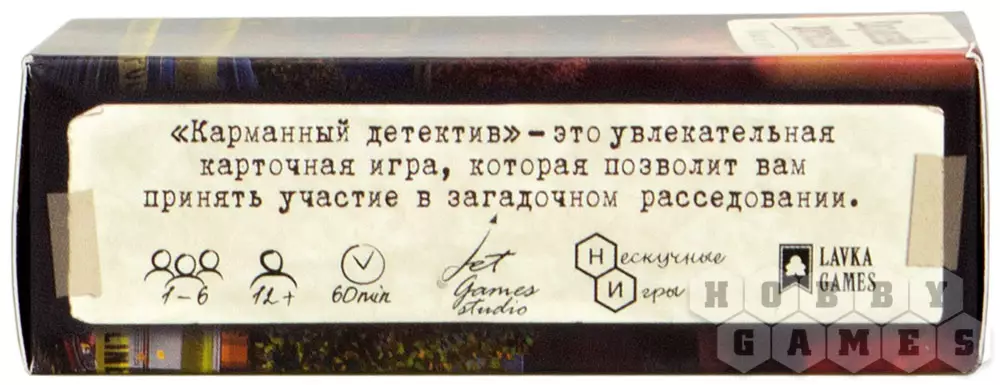 «Карманный детектив» – это увлекательная
карточная игра, которая позволит вам
принять участие в загадочном расседовании.
1-6
12+
60min
Jet
Games
studio
Нескучные
Игры
LAVKA
GAMES
HOBBY
GAMES